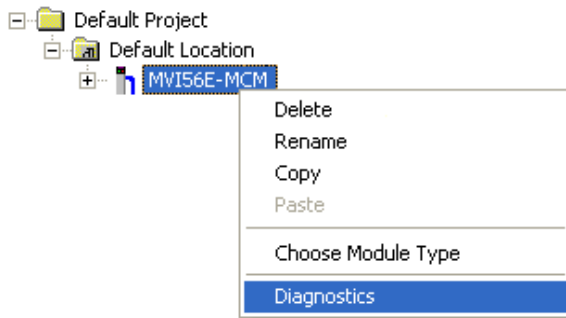 Default Project
Default Location
MVI56E-MCM
Delete
Rename
Copy
Paste
Choose Module Type
Diagnostics